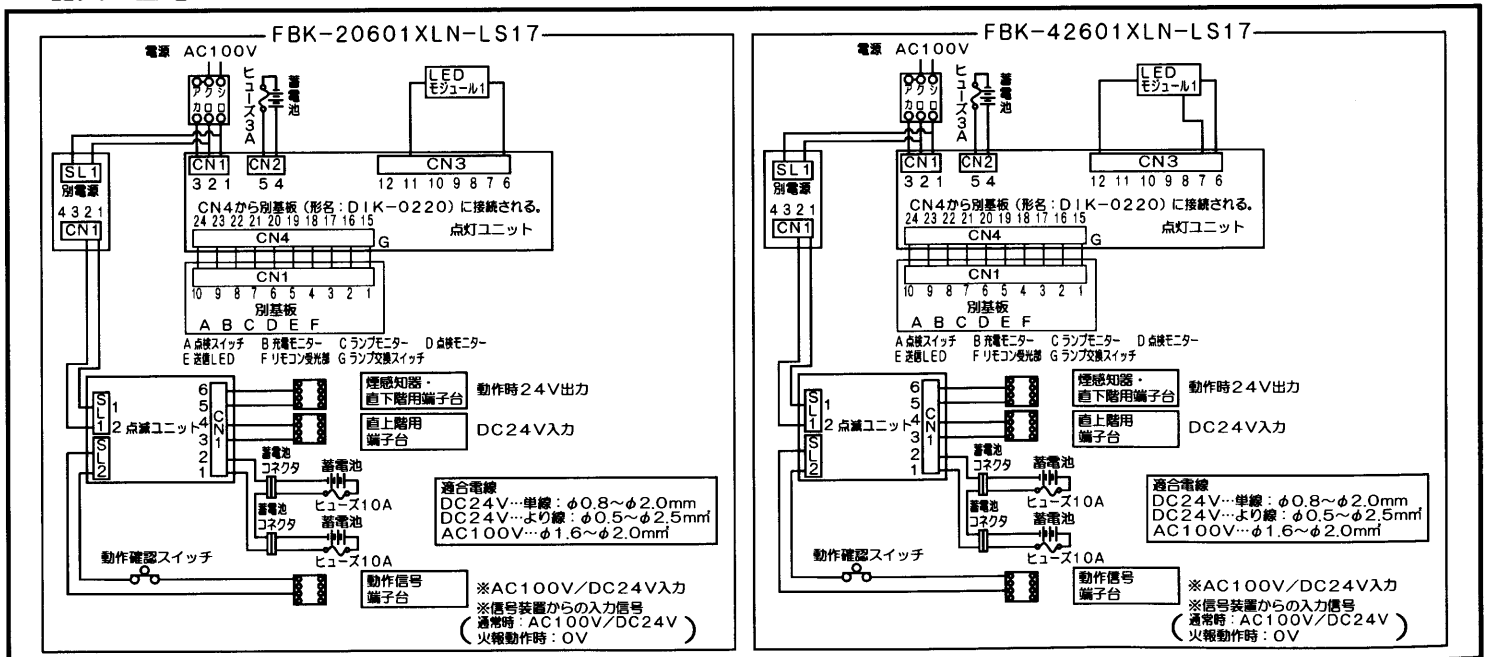 FBK-20601XLN-LS17
電源 AC100V
アカ
クロ
シロ
ヒューズ3A
蓄電池
LED
モジュール1
SL1
別電源
4 3 2 1
CN1
CN1
3 2 1
CN2
5 4
CN3
12 11 10 9 8 7 6
CN4から別基板(形名:DIK-0220)に接続される。
24 23 22 21 20 19 18 17 16 15
点灯ユニット
CN4
G
CN1
10 9 8 7 6 5 4 3 2 1
別基板
A B C D E F
A 点検スイッチ B 充電モニター C ランプモニター D 点検モニター
E 送信LED F リモコン受光部 G ランプ交換スイッチ
SL1
1
2
点滅ユニット
SL2
CN1
6
5
4
3
2
1
煙感知器・
直下階用端子台
動作時24V出力
直上階用
端子台
DC24V入力
蓄電池
コネクタ
蓄電池
ヒューズ10A
蓄電池
コネクタ
蓄電池
ヒューズ10A
適合電線
DC24V…単線:φ0.8~φ2.0mm
DC24V…より線:φ0.5~φ2.5mm²
AC100V…φ1.6~φ2.0mm²
動作確認スイッチ
動作信号
端子台
※AC100V/DC24V入力
※信号装置からの入力信号
(通常時:AC100V/DC24V
火報動作時:0V)
FBK-42601XLN-LS17
電源 AC100V
アカ
クロ
シロ
ヒューズ3A
蓄電池
LED
モジュール1
SL1
別電源
4 3 2 1
CN1
CN1
3 2 1
CN2
5 4
CN3
12 11 10 9 8 7 6
CN4から別基板(形名:DIK-0220)に接続される。
24 23 22 21 20 19 18 17 16 15
点灯ユニット
CN4
G
CN1
10 9 8 7 6 5 4 3 2 1
別基板
A B C D E F
A 点検スイッチ B 充電モニター C ランプモニター D 点検モニター
E 送信LED F リモコン受光部 G ランプ交換スイッチ
SL1
1
2
点滅ユニット
SL2
CN1
6
5
4
3
2
1
煙感知器・
直下階用端子台
動作時24V出力
直上階用
端子台
DC24V入力
蓄電池
コネクタ
蓄電池
ヒューズ10A
蓄電池
コネクタ
蓄電池
ヒューズ10A
適合電線
DC24V…単線:φ0.8~φ2.0mm
DC24V…より線:φ0.5~φ2.5mm²
AC100V…φ1.6~φ2.0mm²
動作確認スイッチ
動作信号
端子台
※AC100V/DC24V入力
※信号装置からの入力信号
(通常時:AC100V/DC24V
火報動作時:0V)